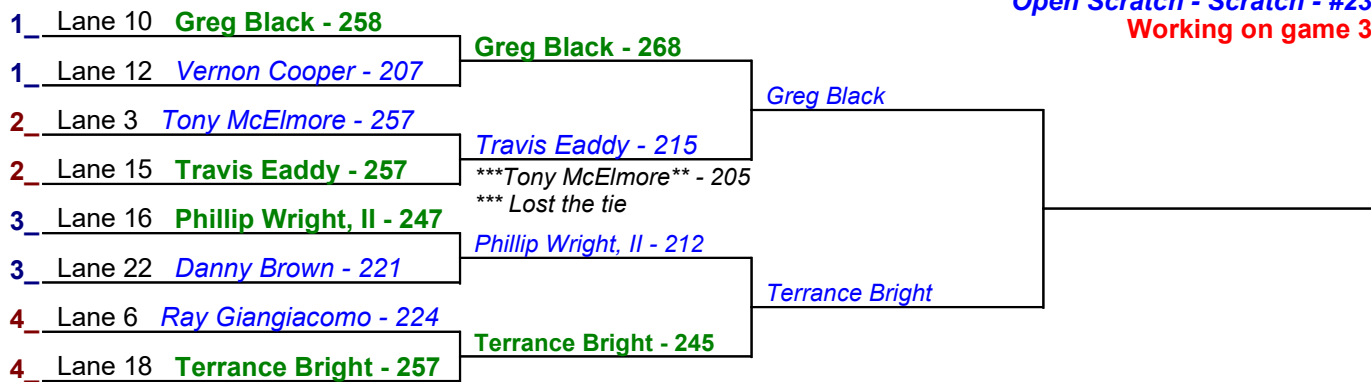 Open Scratch - Scratch - #23
Working on game 3
1_ Lane 10 Greg Black - 258
Greg Black - 268
1_ Lane 12 Vernon Cooper - 207
Greg Black
2_ Lane 3 Tony McElmore - 257
Travis Eaddy - 215
2_ Lane 15 Travis Eaddy - 257
***Tony McElmore** - 205
*** Lost the tie
3_ Lane 16 Phillip Wright, II - 247
Phillip Wright, II - 212
3_ Lane 22 Danny Brown - 221
Terrance Bright
4_ Lane 6 Ray Giangiacomo - 224
Terrance Bright - 245
4_ Lane 18 Terrance Bright - 257